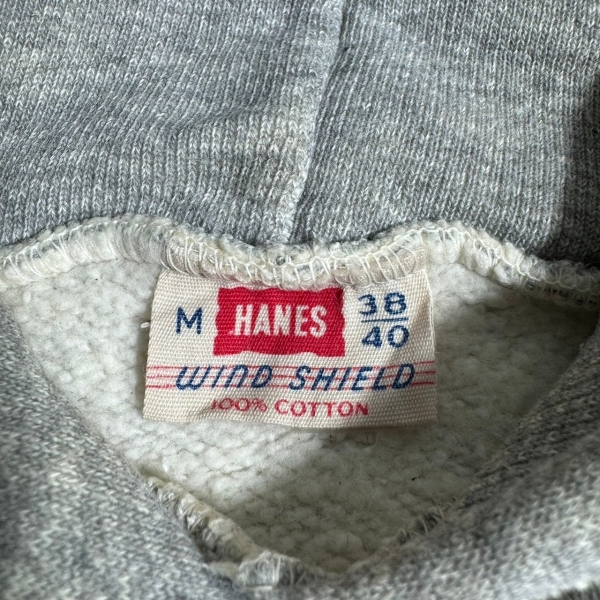 M HANES 38/40
WIND SHIELD
100% COTTON